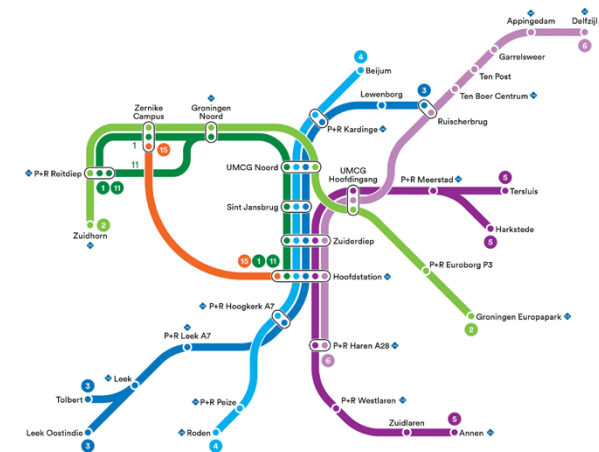 Appingedam
Delfzijl
6
Garrelsweer
4
Beijum
Ten Post
Lewenborg
3
Ten Boer Centrum
Zernike
Campus
Groningen
Noord
P+R Kardinge
Ruischerbrug
1
15
UMCG Noord
UMCG
Hoofdingang
11
P+R Reitdiep
P+R Meerstad
5
1
11
Tersluis
Sint Jansbrug
2
Zuidhorn
Harkstede
5
Zuiderdiep
15
1
11
P+R Euroborg P3
Hoofdstation
P+R Hoogkerk A7
Groningen Europapark
2
P+R Leek A7
P+R Haren A28
6
Leek
3
Tolbert
P+R Peize
P+R Westlaren
Zuidlaren
5
Leek Oostindie
Roden
Annen
3
4